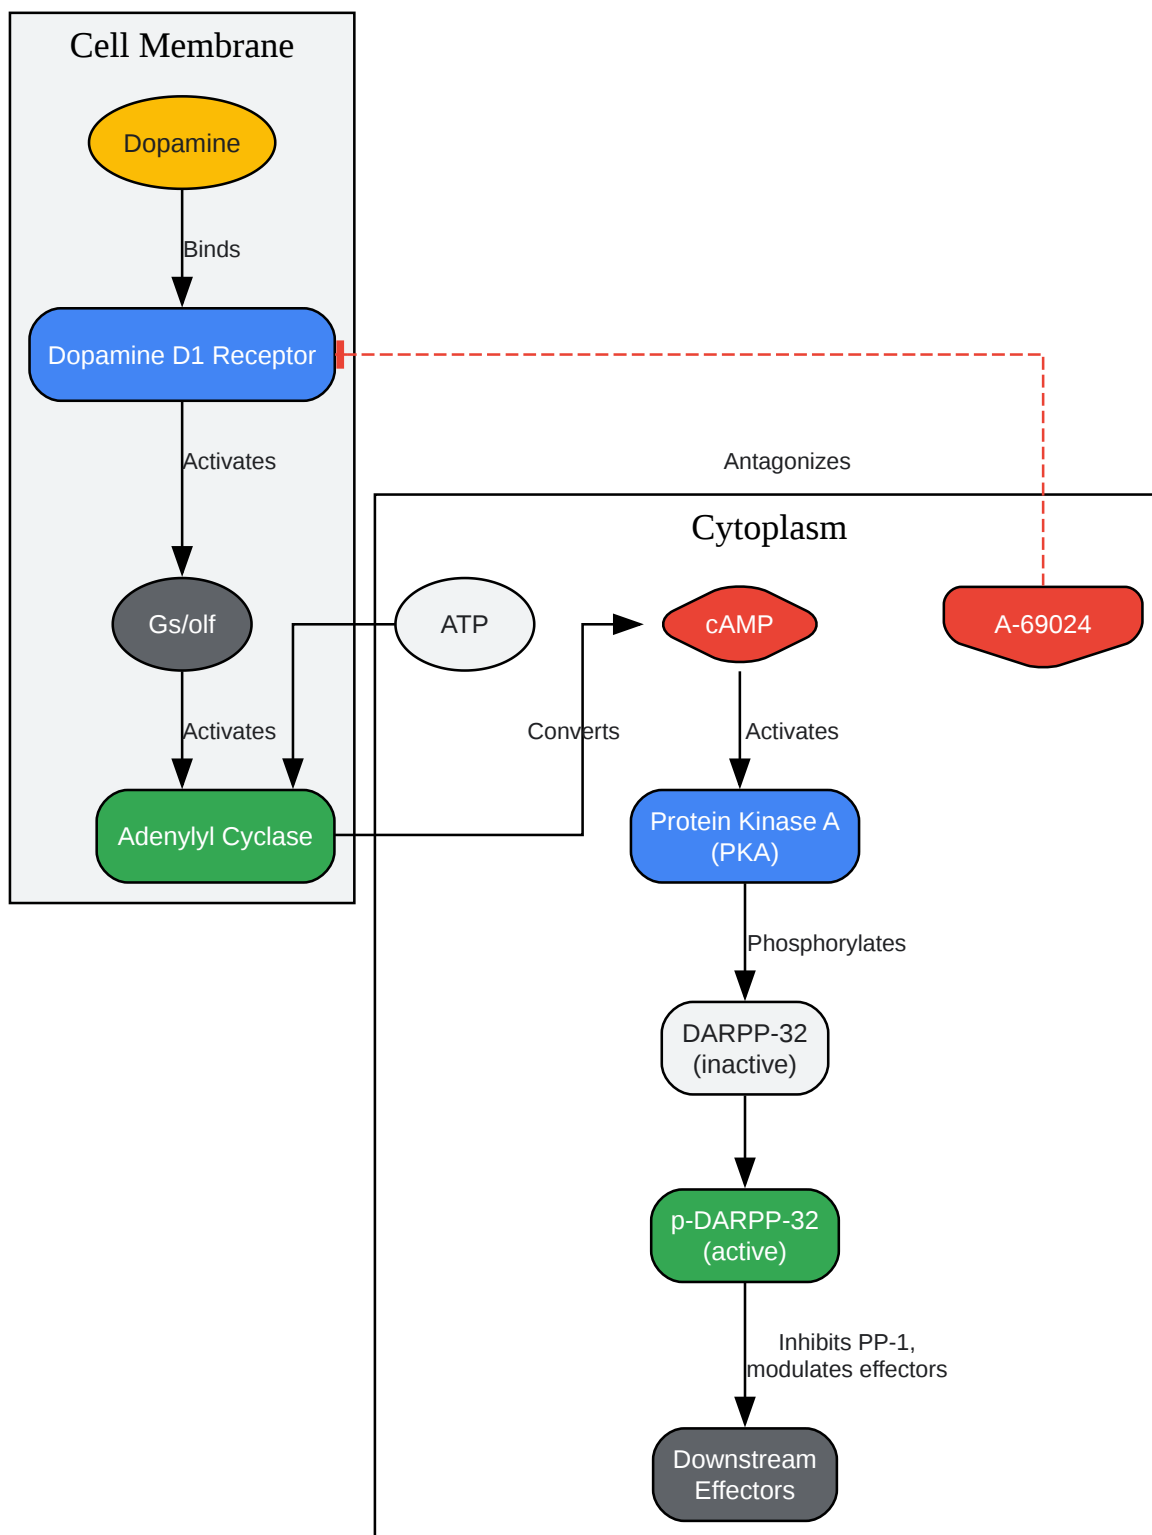 Cell Membrane
Dopamine
Binds
Dopamine D1 Receptor
Activates
Antagonizes
Cytoplasm
Gs/olf
ATP
cAMP
A-69024
Activates
Converts
Activates
Adenylyl Cyclase
Protein Kinase A
(PKA)
Phosphorylates
DARPP-32
(inactive)
p-DARPP-32
(active)
Inhibits PP-1,
modulates effectors
Downstream
Effectors